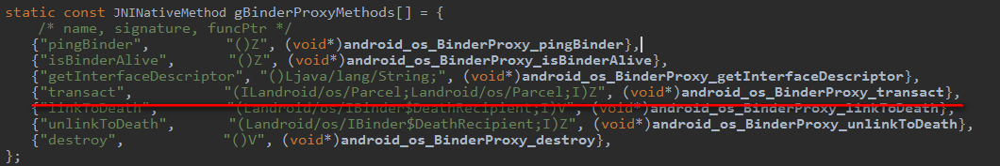 static const JNINativeMethod gBinderProxyMethods[] = {
/* name, signature, funcPtr */
{"pingBinder", "()Z", (void*)android_os_BinderProxy_pingBinder},
{"isBinderAlive", "()Z", (void*)android_os_BinderProxy_isBinderAlive},
{"getInterfaceDescriptor", "()Ljava/lang/String;", (void*)android_os_BinderProxy_getInterfaceDescriptor},
{"transact", "(ILandroid/os/Parcel;Landroid/os/Parcel;I)Z", (void*)android_os_BinderProxy_transact},
{"linkToDeath", "(Landroid/os/IBinder$DeathRecipient;I)V", (void*)android_os_BinderProxy_linkToDeath},
{"unlinkToDeath", "(Landroid/os/IBinder$DeathRecipient;I)Z", (void*)android_os_BinderProxy_unlinkToDeath},
{"destroy", "()V", (void*)android_os_BinderProxy_destroy},
};